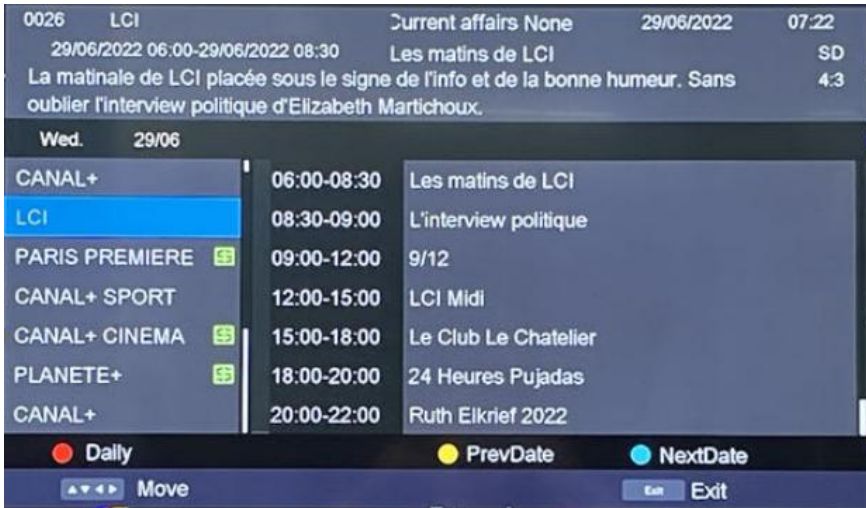 0026 LCI Current affairs None 29/06/2022 07:22
29/06/2022 06:00-29/06/2022 08:30 Les matins de LCI SD
La matinale de LCI placée sous le signe de l'info et de la bonne humeur. Sans 4:3
oublier l'interview politique d'Elizabeth Martichoux.
Wed. 29/06
CANAL+ 06:00-08:30 Les matins de LCI
LCI 08:30-09:00 L'interview politique
PARIS PREMIERE $ 09:00-12:00 9/12
CANAL+ SPORT 12:00-15:00 LCI Midi
CANAL+ CINEMA $ 15:00-18:00 Le Club Le Chatelier
PLANETE+ $ 18:00-20:00 24 Heures Pujadas
CANAL+ 20:00-22:00 Ruth Elkrief 2022
Daily PrevDate NextDate
Move Exit Exit